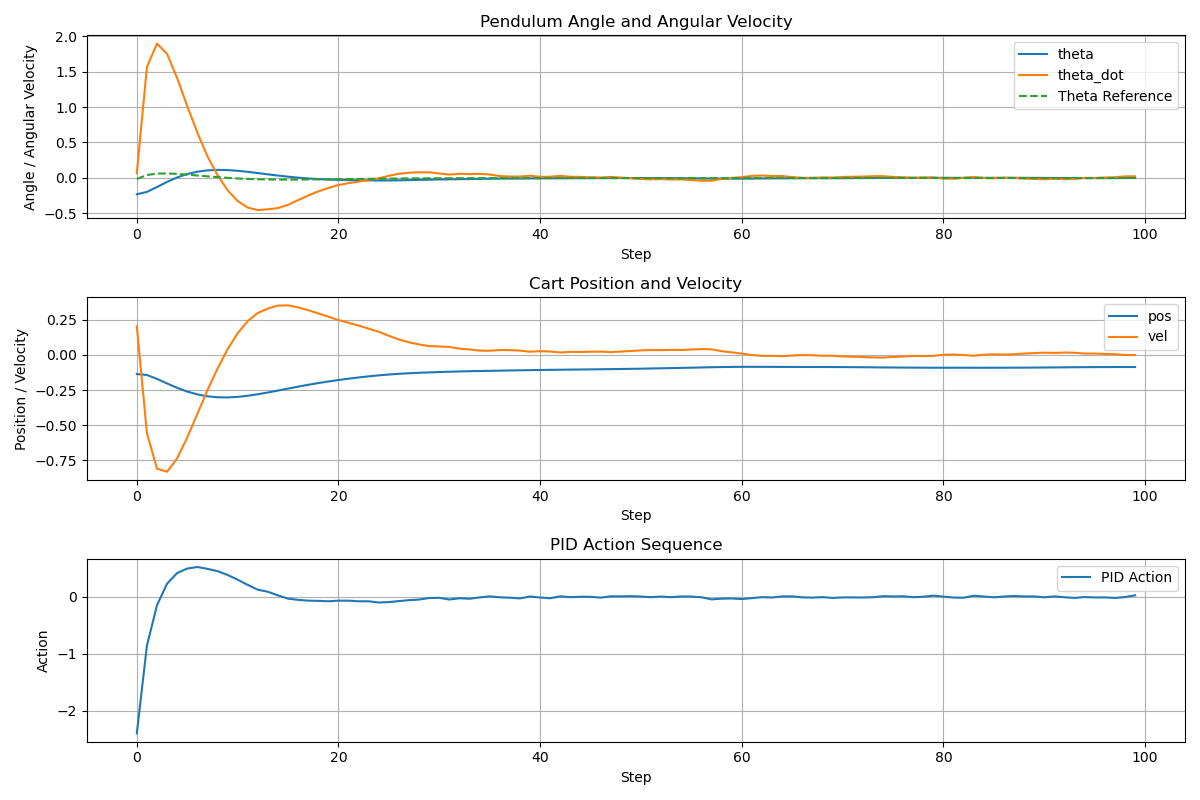 Pendulum Angle and Angular Velocity
Angle / Angular Velocity
2.0
1.5
1.0
0.5
0.0
−0.5
theta
theta_dot
Theta Reference
0 20 40 60 80 100
Step
Cart Position and Velocity
Position / Velocity
0.25
0.00
−0.25
−0.50
−0.75
pos
vel
0 20 40 60 80 100
Step
PID Action Sequence
Action
0
−1
−2
PID Action
0 20 40 60 80 100
Step